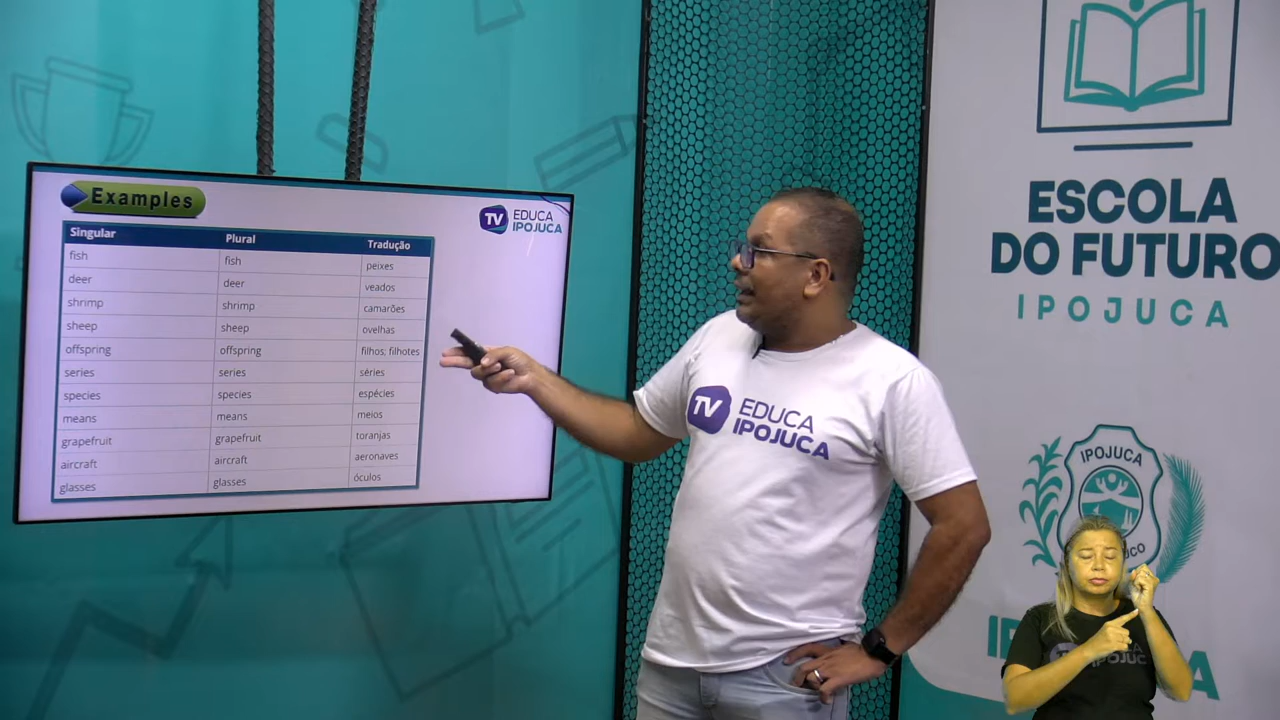 Examples
TV EDUCA
IPOJUCA
Singular Plural Tradução
fish fish peixes
deer deer veados
shrimp shrimp camarões
sheep sheep ovelhas
offspring offspring filhos; filhotes
series series séries
species species espécies
means means meios
grapefruit grapefruit toranjas
aircraft aircraft aeronaves
glasses glasses óculos
TV EDUCA
IPOJUCA
ESCOLA
DO FUTURO
IPOJUCA
IPOJUCA